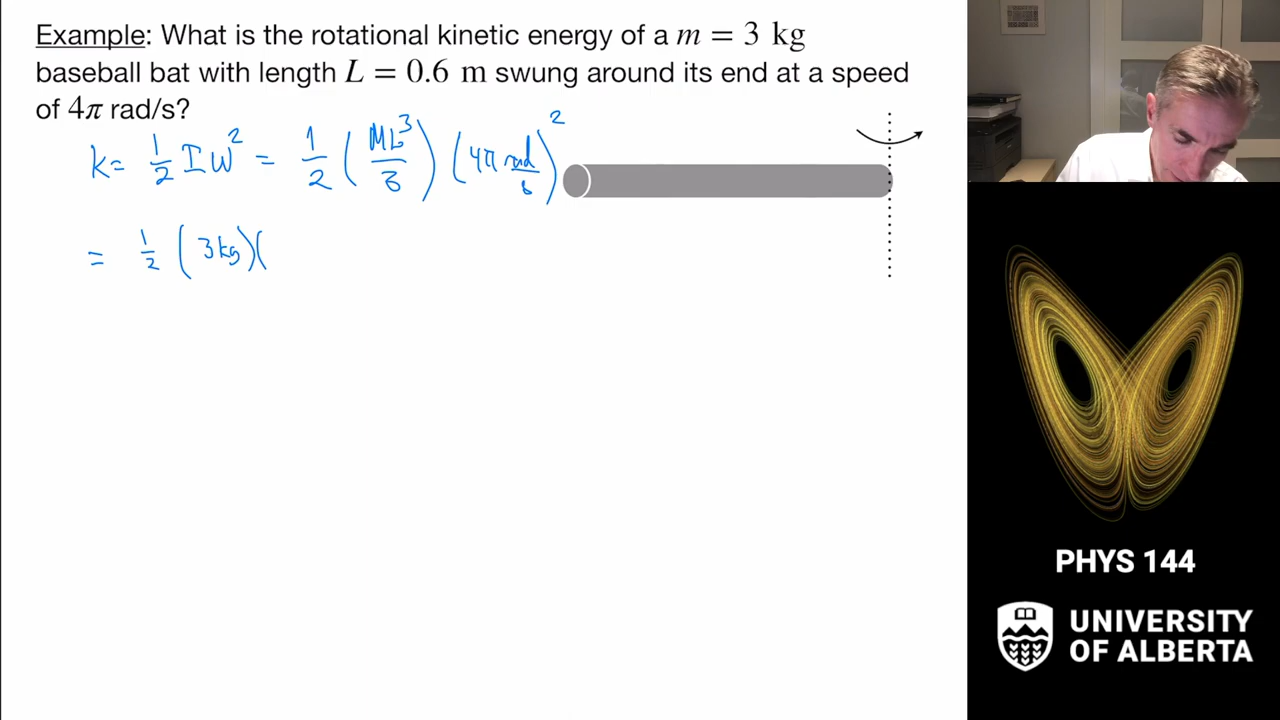 Example: What is the rotational kinetic energy of a m = 3 kg
baseball bat with length L = 0.6 m swung around its end at a speed
of 4π rad/s?
K = 1/2 I ω² = 1/2 (ML³/3) (4π rad/s)²
= 1/2 (3 kg)(
PHYS 144
UNIVERSITY
OF ALBERTA